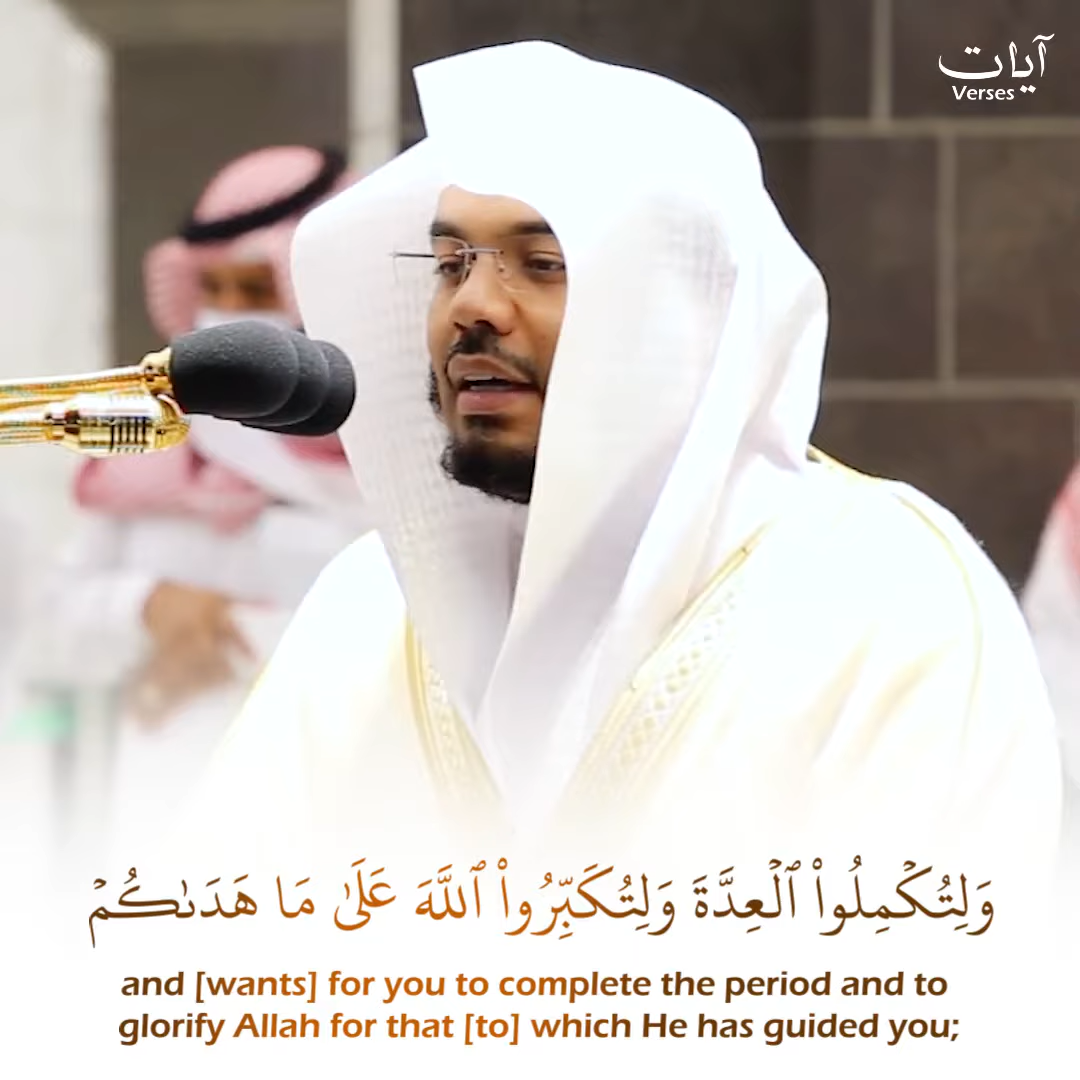 آيات
Verses
وَلِتُكْمِلُوا۟ ٱلْعِدَّةَ وَلِتُكَبِّرُوا۟ ٱللَّهَ عَلَىٰ مَا هَدَىٰكُمْ
and [wants] for you to complete the period and to
glorify Allah for that [to] which He has guided you;